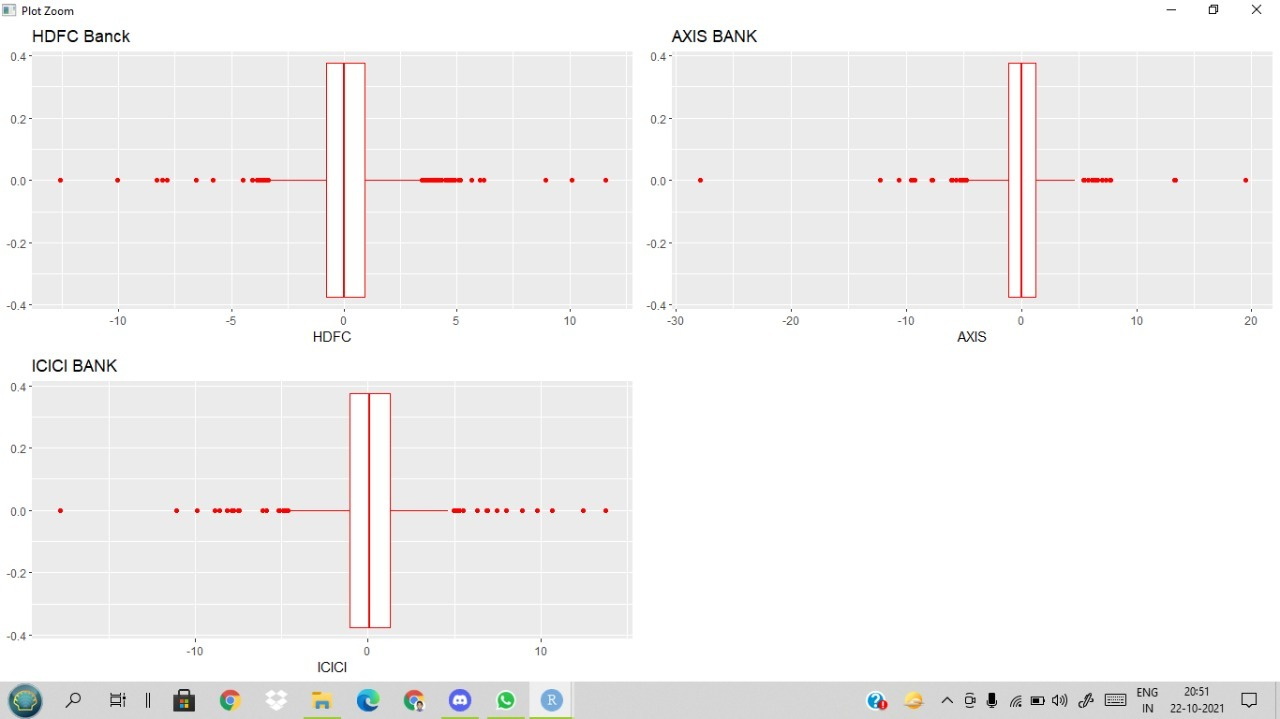 Plot Zoom
HDFC Banck
0.4
0.2
0.0
-0.2
-0.4
-10 -5 0 5 10
HDFC
AXIS BANK
0.4
0.2
0.0
-0.2
-0.4
-30 -20 -10 0 10 20
AXIS
ICICI BANK
0.4
0.2
0.0
-0.2
-0.4
-10 0 10
ICICI
R
ENG
IN
20:51
22-10-2021